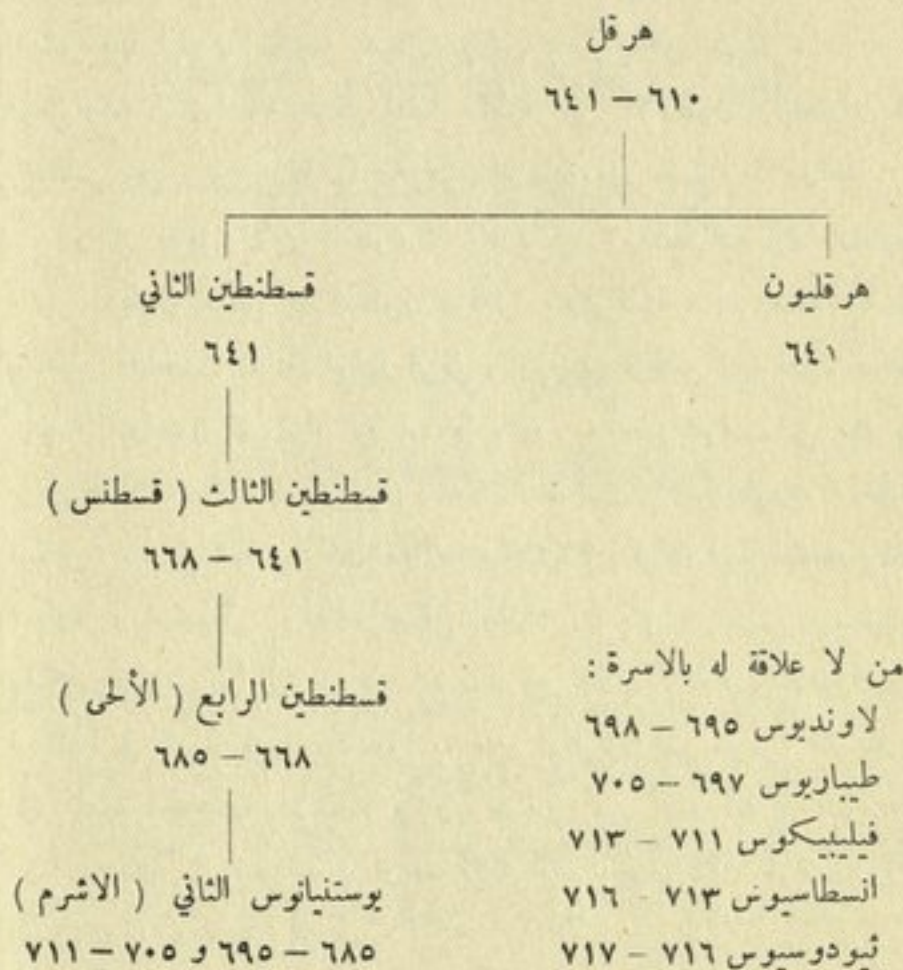 هرقل
٦١٠ – ٦٤١
هرقليون
٦٤١
قسطنطين الثاني
٦٤١
قسطنطين الثالث ( قسطنس )
٦٤١ – ٦٦٨
قسطنطين الرابع ( الألحى )
٦٦٨ – ٦٨٥
يوستنيانوس الثاني ( الاشرم )
٦٨٥ – ٦٩٥ و ٧٠٥ – ٧١١
من لا علاقة له بالاسرة :
لاونديوس ٦٩٥ – ٦٩٨
طيباريوس ٦٩٧ – ٧٠٥
فيليبيكوس ٧١١ – ٧١٣
انسطاسيوس ٧١٣ – ٧١٦
ثيودوسيوس ٧١٦ – ٧١٧